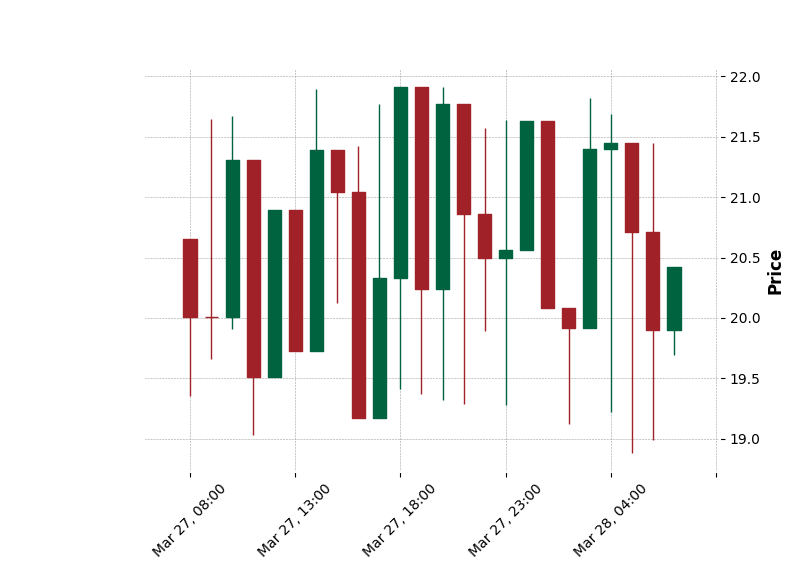 22.0
21.5
21.0
20.5
20.0
19.5
19.0
Price
Mar 27, 08:00
Mar 27, 13:00
Mar 27, 18:00
Mar 27, 23:00
Mar 28, 04:00